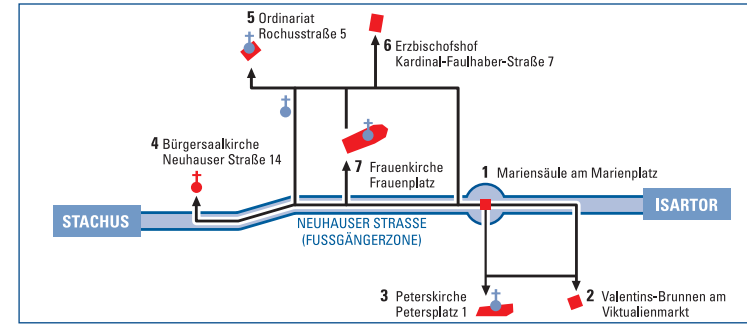 5 Ordinariat
Rochusstraße 5
6 Erzbischofshof
Kardinal-Faulhaber-Straße 7
4 Bürgersaalkirche
Neuhauser Straße 14
7 Frauenkirche
Frauenplatz
1 Mariensäule am Marienplatz
STACHUS
ISARTOR
NEUHAUSER STRASSE
(FUSSGÄNGERZONE)
3 Peterskirche
Petersplatz 1
2 Valentins-Brunnen am
Viktualienmarkt